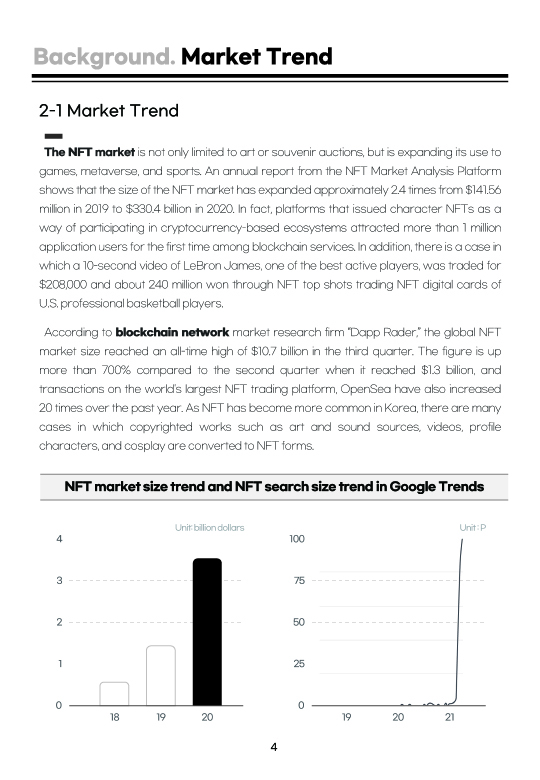 Background. Market Trend
2-1 Market Trend
The NFT market is not only limited to art or souvenir auctions, but is expanding its use to
games, metaverse, and sports. An annual report from the NFT Market Analysis Platform
shows that the size of the NFT market has expanded approximately 2.4 times from $141.56
million in 2019 to $330.4 billion in 2020. In fact, platforms that issued character NFTs as a
way of participating in cryptocurrency-based ecosystems attracted more than 1 million
application users for the first time among blockchain services. In addition, there is a case in
which a 10-second video of LeBron James, one of the best active players, was traded for
$208,000 and about 240 million won through NFT top shots trading NFT digital cards of
U.S. professional basketball players.
According to blockchain network market research firm "Dapp Rader," the global NFT
market size reached an all-time high of $10.7 billion in the third quarter. The figure is up
more than 700% compared to the second quarter when it reached $1.3 billion, and
transactions on the world's largest NFT trading platform, OpenSea have also increased
20 times over the past year. As NFT has become more common in Korea, there are many
cases in which copyrighted works such as art and sound sources, videos, profile
characters, and cosplay are converted to NFT forms.
NFT market size trend and NFT search size trend in Google Trends
Unit: billion dollars
4
3
2
1
0
18 19 20
Unit : P
100
75
50
25
0
19 20 21
4